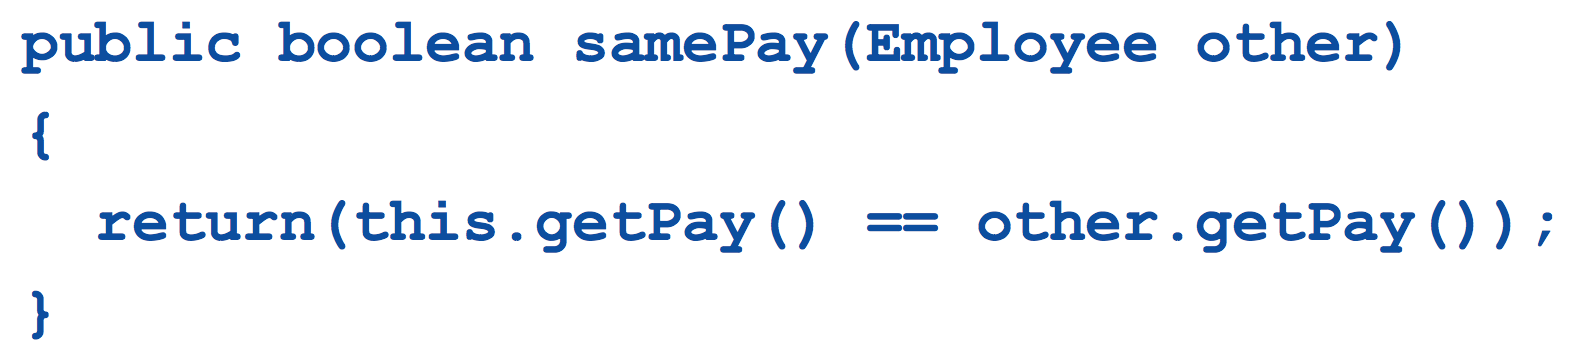 public boolean samePay(Employee other)
{
  return(this.getPay() == other.getPay());
}